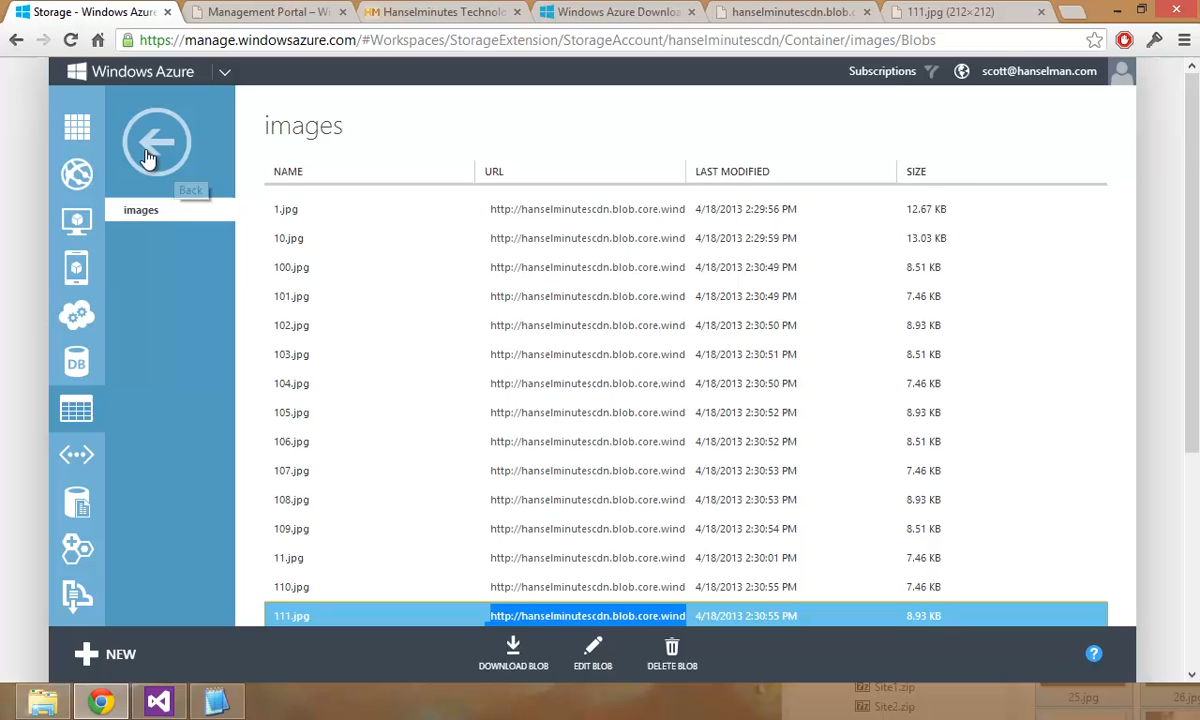 Storage - Windows Azure
Management Portal – Wi
Hanselminutes Technolo
Windows Azure Downloa
hanselminutescdn.blob.co
111.jpg (212×212)
https://manage.windowsazure.com/#Workspaces/StorageExtension/StorageAccount/hanselminutescdn/Container/images/Blobs
Windows Azure
Subscriptions
scott@hanselman.com
Back
images
DB
images
NAME URL LAST MODIFIED SIZE
1.jpg http://hanselminutescdn.blob.core.wind 4/18/2013 2:29:56 PM 12.67 KB
10.jpg http://hanselminutescdn.blob.core.wind 4/18/2013 2:29:59 PM 13.03 KB
100.jpg http://hanselminutescdn.blob.core.wind 4/18/2013 2:30:49 PM 8.51 KB
101.jpg http://hanselminutescdn.blob.core.wind 4/18/2013 2:30:49 PM 7.46 KB
102.jpg http://hanselminutescdn.blob.core.wind 4/18/2013 2:30:50 PM 8.93 KB
103.jpg http://hanselminutescdn.blob.core.wind 4/18/2013 2:30:51 PM 8.51 KB
104.jpg http://hanselminutescdn.blob.core.wind 4/18/2013 2:30:50 PM 7.46 KB
105.jpg http://hanselminutescdn.blob.core.wind 4/18/2013 2:30:52 PM 8.93 KB
106.jpg http://hanselminutescdn.blob.core.wind 4/18/2013 2:30:52 PM 8.51 KB
107.jpg http://hanselminutescdn.blob.core.wind 4/18/2013 2:30:53 PM 7.46 KB
108.jpg http://hanselminutescdn.blob.core.wind 4/18/2013 2:30:53 PM 8.93 KB
109.jpg http://hanselminutescdn.blob.core.wind 4/18/2013 2:30:54 PM 8.51 KB
11.jpg http://hanselminutescdn.blob.core.wind 4/18/2013 2:30:01 PM 7.46 KB
110.jpg http://hanselminutescdn.blob.core.wind 4/18/2013 2:30:55 PM 7.46 KB
111.jpg http://hanselminutescdn.blob.core.wind 4/18/2013 2:30:55 PM 8.93 KB
NEW
DOWNLOAD BLOB
EDIT BLOB
DELETE BLOB
?
Site1.zip
Site2.zip
25.jpg
26.jpg